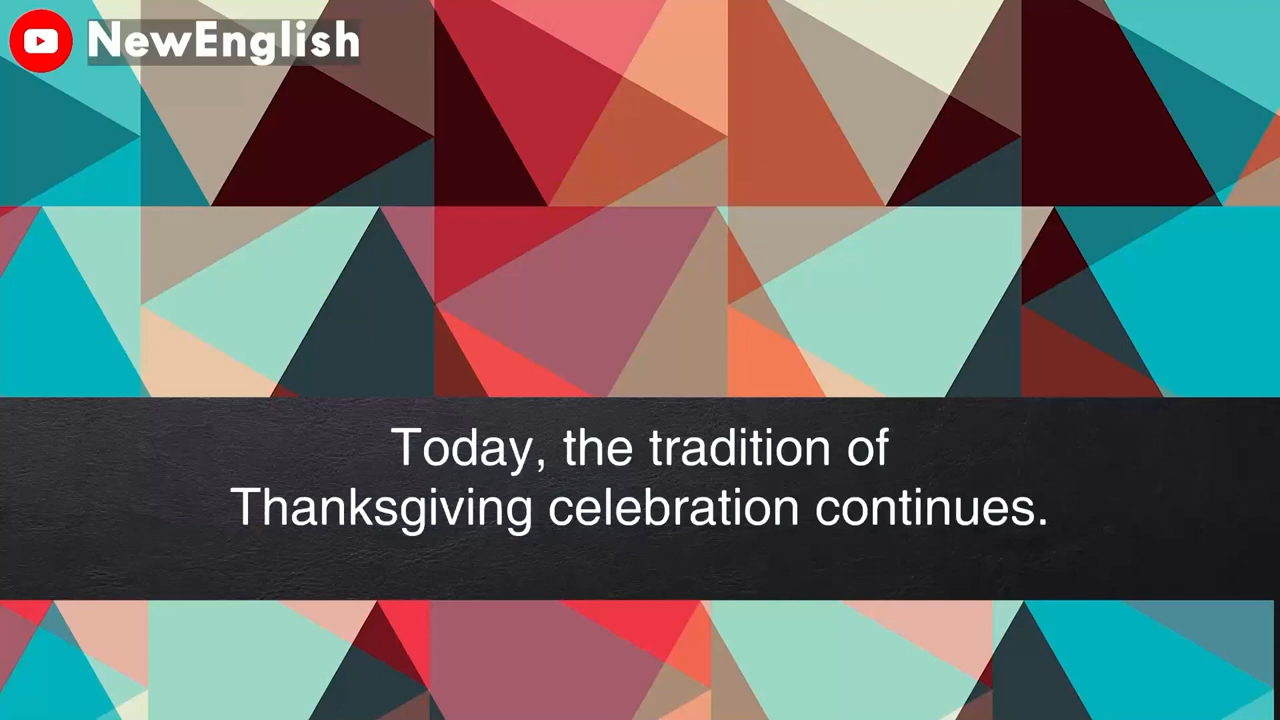 NewEnglish
Today, the tradition of
Thanksgiving celebration continues.